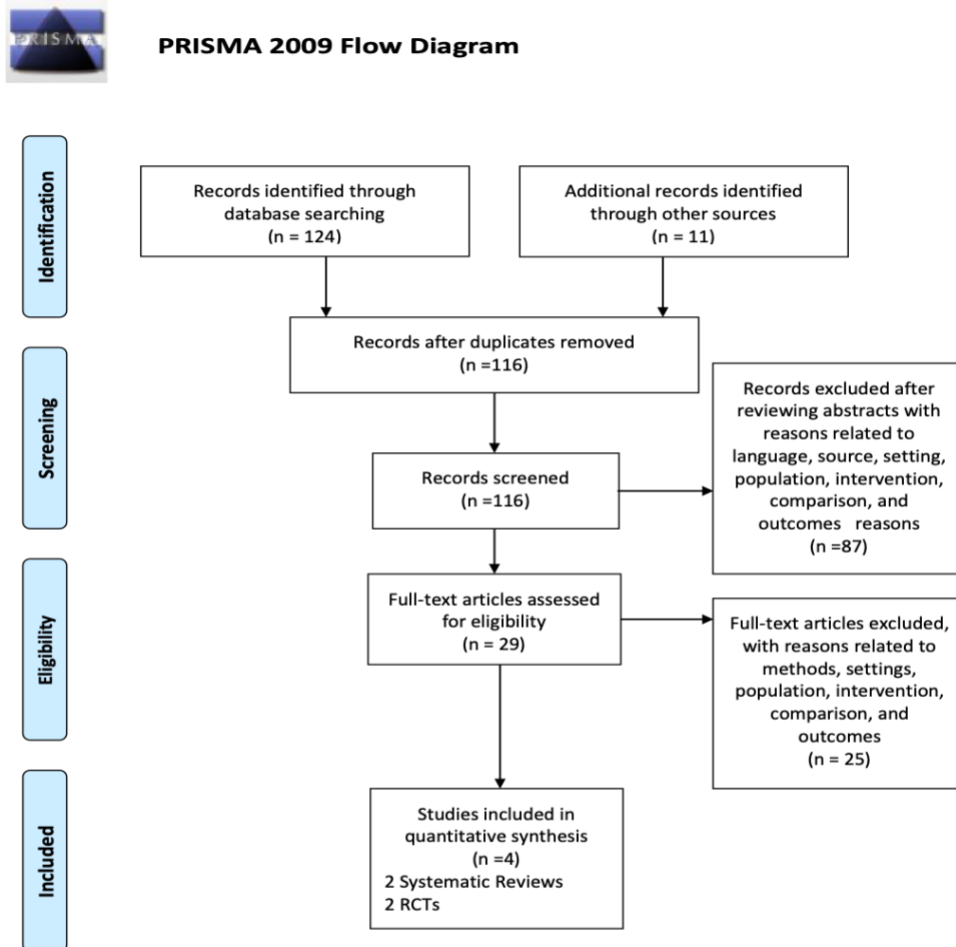 PRISMA
PRISMA 2009 Flow Diagram
Identification
Records identified through
database searching
(n = 124)
Additional records identified
through other sources
(n = 11)
Records after duplicates removed
(n =116)
Screening
Records screened
(n =116)
Records excluded after
reviewing abstracts with
reasons related to
language, source, setting,
population, intervention,
comparison, and
outcomes   reasons
(n =87)
Eligibility
Full-text articles assessed
for eligibility
(n = 29)
Full-text articles excluded,
with reasons related to
methods, settings,
population, intervention,
comparison, and
outcomes
(n = 25)
Included
Studies included in
quantitative synthesis
(n =4)
2 Systematic Reviews
2 RCTs